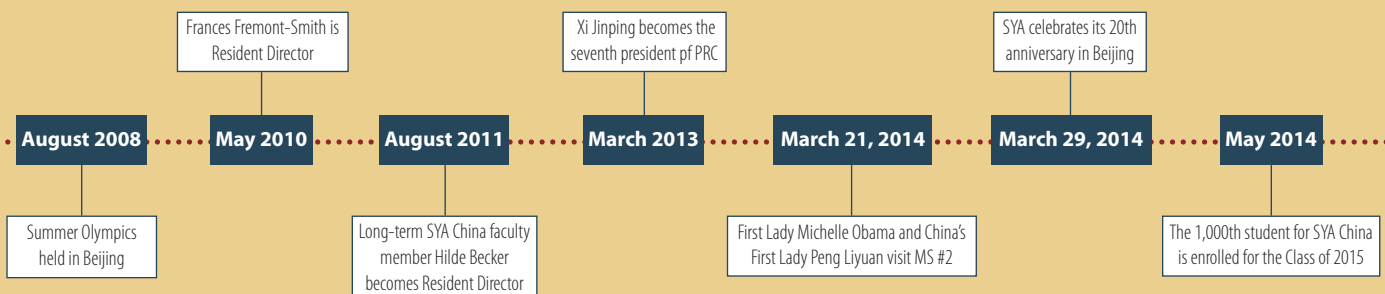 Frances Fremont-Smith is
Resident Director
Xi Jinping becomes the
seventh president pf PRC
SYA celebrates its 20th
anniversary in Beijing
August 2008
May 2010
August 2011
March 2013
March 21, 2014
March 29, 2014
May 2014
Summer Olympics
held in Beijing
Long-term SYA China faculty
member Hilde Becker
becomes Resident Director
First Lady Michelle Obama and China's
First Lady Peng Liyuan visit MS #2
The 1,000th student for SYA China
is enrolled for the Class of 2015